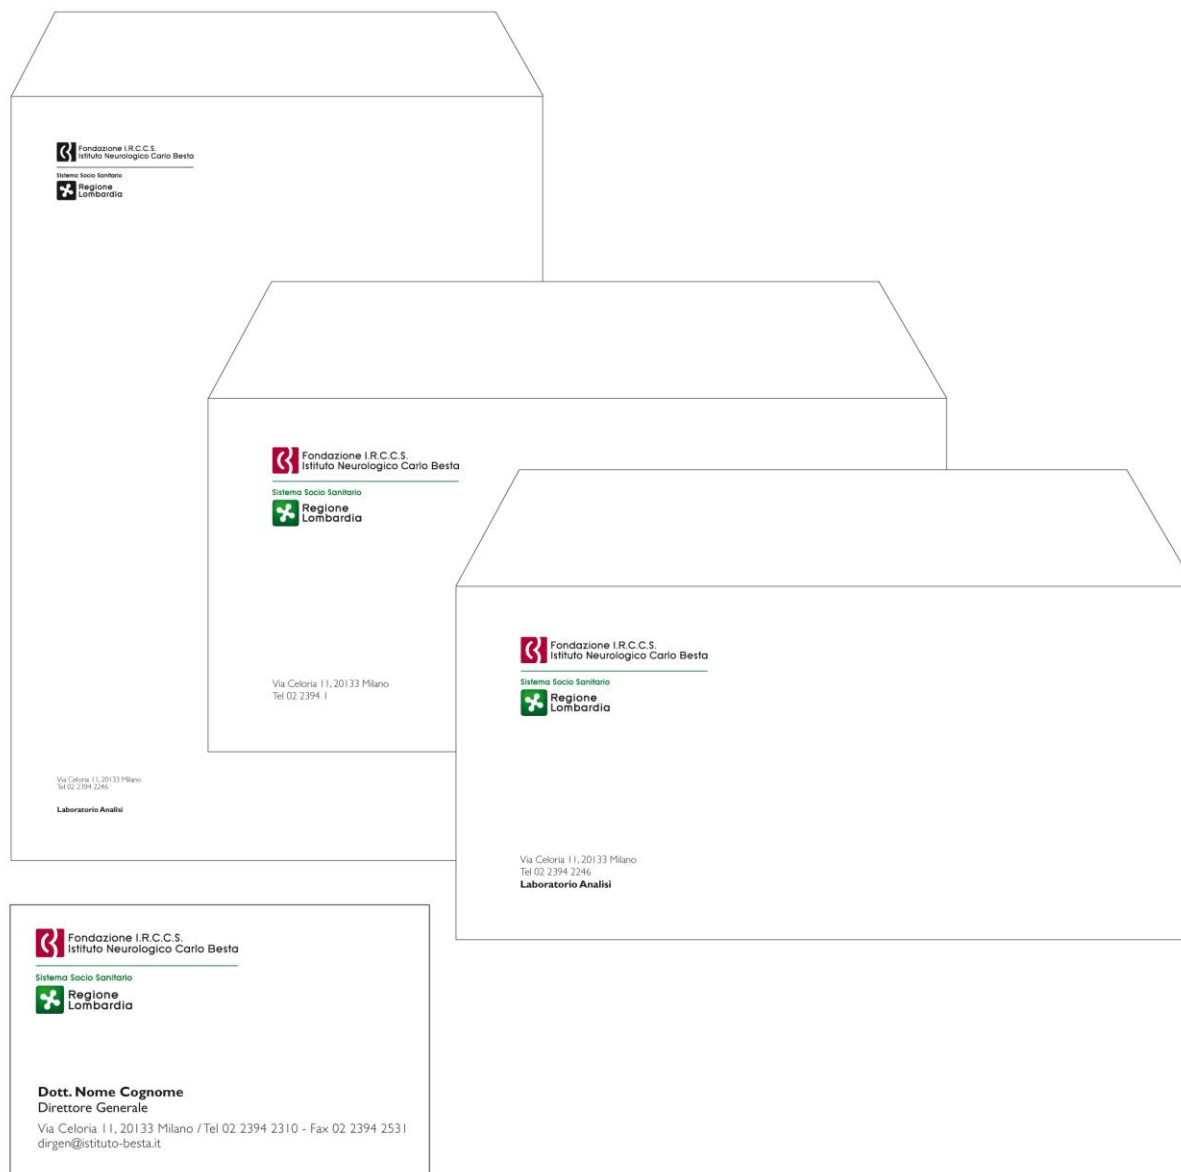 Fondazione I.R.C.C.S.
Istituto Neurologico Carlo Besta
Sistema Socio Sanitario
Regione
Lombardia
Via Celoria 11, 20133 Milano
Tel 02 2394 2246
Laboratorio Analisi
Fondazione I.R.C.C.S.
Istituto Neurologico Carlo Besta
Sistema Socio Sanitario
Regione
Lombardia
Via Celoria 11, 20133 Milano
Tel 02 2394 1
Fondazione I.R.C.C.S.
Istituto Neurologico Carlo Besta
Sistema Socio Sanitario
Regione
Lombardia
Via Celoria 11, 20133 Milano
Tel 02 2394 2246
Laboratorio Analisi
Fondazione I.R.C.C.S.
Istituto Neurologico Carlo Besta
Sistema Socio Sanitario
Regione
Lombardia
Dott. Nome Cognome
Direttore Generale
Via Celoria 11, 20133 Milano / Tel 02 2394 2310 - Fax 02 2394 2531
dirgen@istituto-besta.it